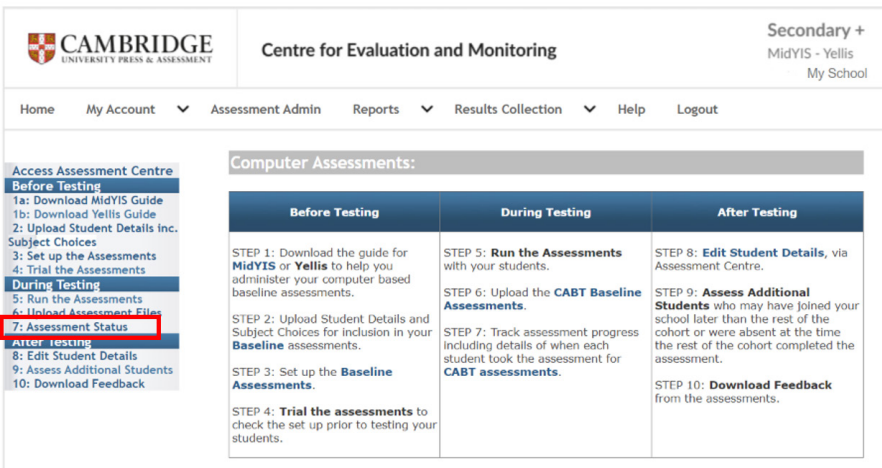 CAMBRIDGE
UNIVERSITY PRESS & ASSESSMENT
Centre for Evaluation and Monitoring
Secondary +
MidYIS - Yellis
My School
Home My Account Assessment Admin Reports Results Collection Help Logout
Access Assessment Centre
Before Testing
1a: Download MidYIS Guide
1b: Download Yellis Guide
2: Upload Student Details inc.
Subject Choices
3: Set up the Assessments
4: Trial the Assessments
During Testing
5: Run the Assessments
6: Upload Assessment Files
7: Assessment Status
After Testing
8: Edit Student Details
9: Assess Additional Students
10: Download Feedback
Computer Assessments:
Before Testing
STEP 1: Download the guide for
MidYIS or Yellis to help you
administer your computer based
baseline assessments.
STEP 2: Upload Student Details and
Subject Choices for inclusion in your
Baseline assessments.
STEP 3: Set up the Baseline
Assessments.
STEP 4: Trial the assessments to
check the set up prior to testing your
students.
During Testing
STEP 5: Run the Assessments
with your students.
STEP 6: Upload the CABT Baseline
Assessments.
STEP 7: Track assessment progress
including details of when each
student took the assessment for
CABT assessments.
After Testing
STEP 8: Edit Student Details, via
Assessment Centre.
STEP 9: Assess Additional
Students who may have joined your
school later than the rest of the
cohort or were absent at the time
the rest of the cohort completed the
assessment.
STEP 10: Download Feedback
from the assessments.